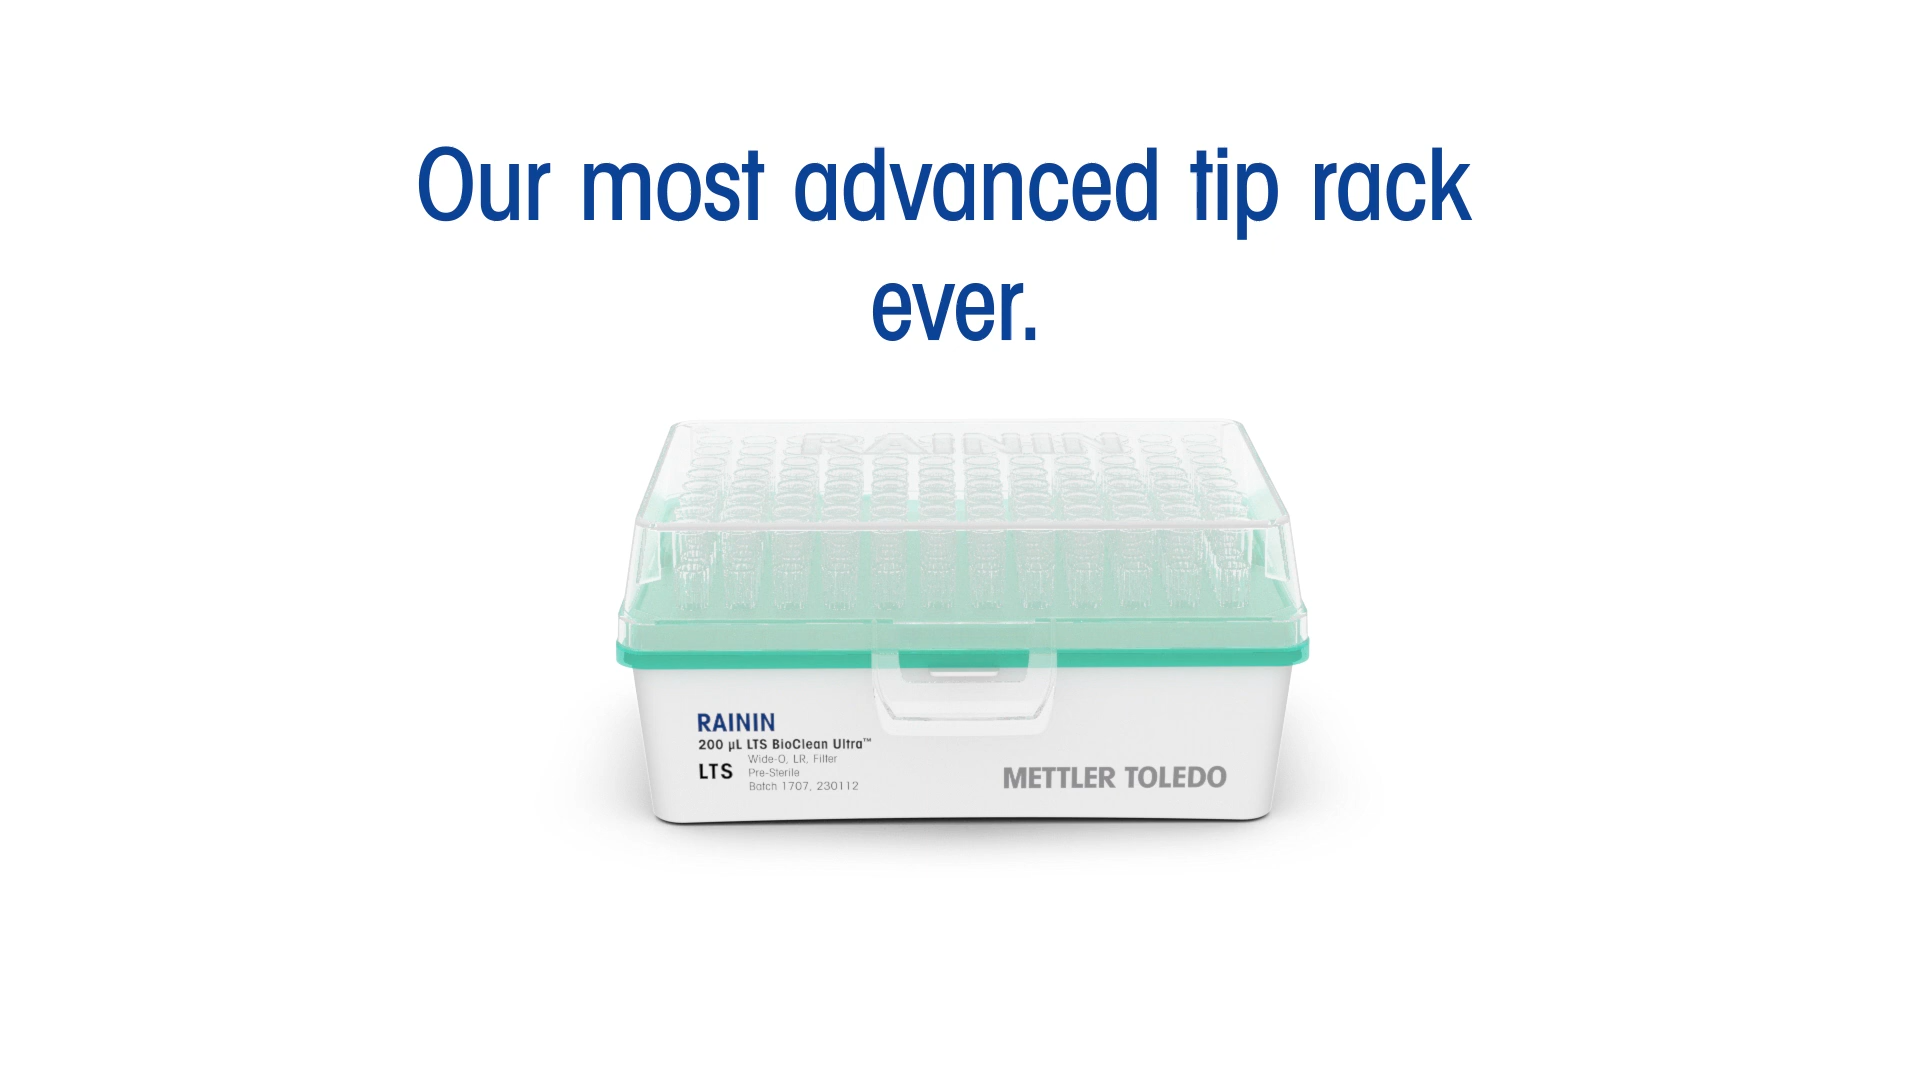 Our most advanced tip rack
ever.
RAININ
RAININ
200 µL LTS BioClean Ultra™
LTS
Wide-O, LR, Filter
Pre-Sterile
Batch 1707, 230112
METTLER TOLEDO